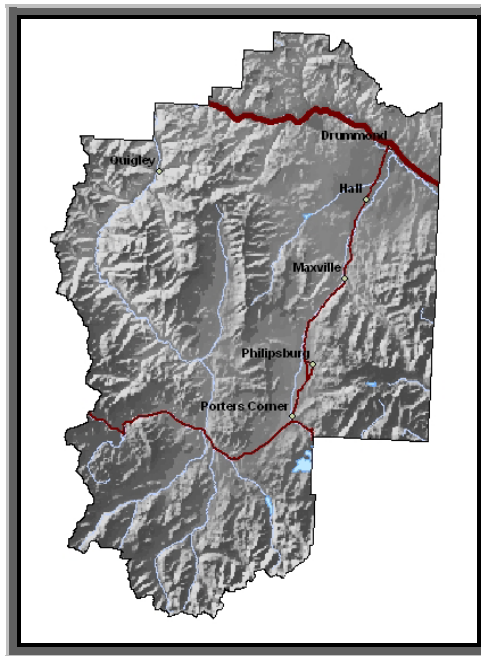 Drummond
Quigley
Hall
Maxville
Philipsburg
Porters Corner